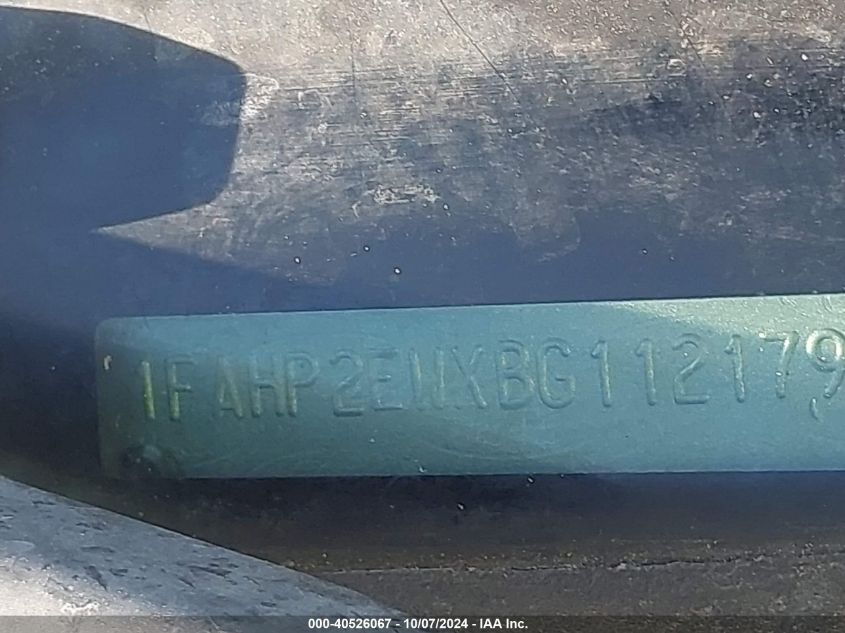 1FAHP2EWXBG112179
000-40526067 - 10/07/2024 - IAA Inc.